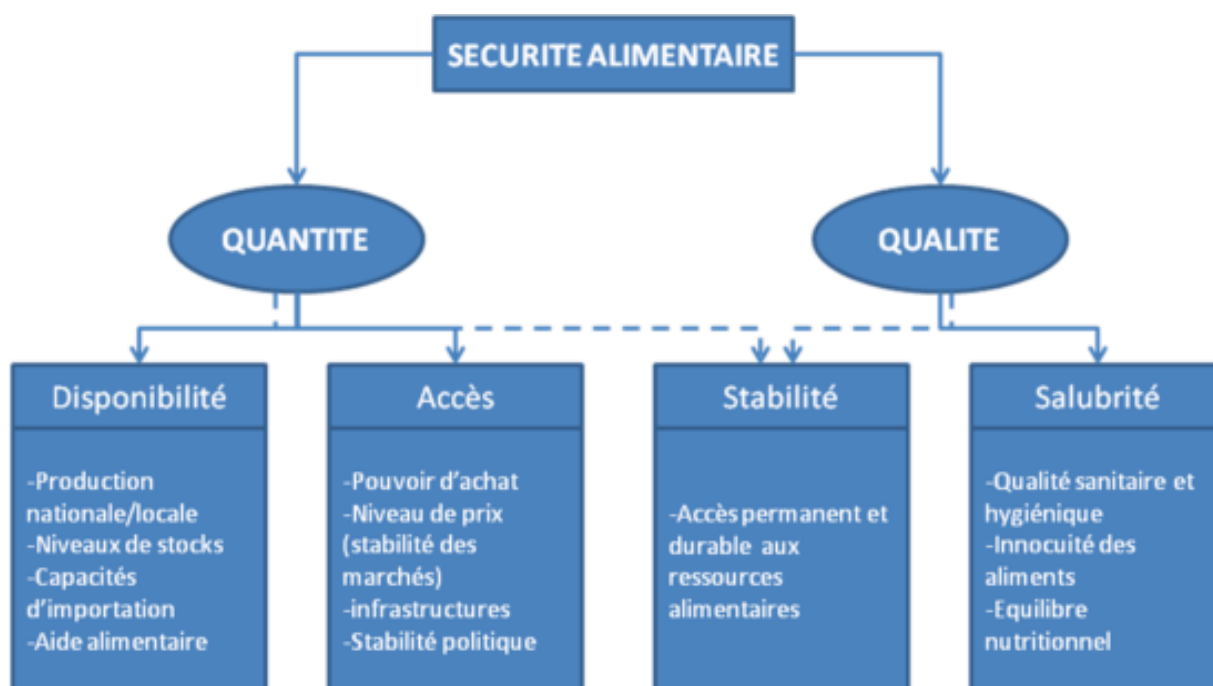 SECURITE ALIMENTAIRE
QUANTITE
QUALITE
Disponibilité
-Production
nationale/locale
-Niveaux de stocks
-Capacités
d'importation
-Aide alimentaire
Accès
-Pouvoir d'achat
-Niveau de prix
(stabilité des
marchés)
-infrastructures
-Stabilité politique
Stabilité
-Accès permanent et
durable aux
ressources
alimentaires
Salubrité
-Qualité sanitaire et
hygiénique
-Innocuité des
aliments
-Equilibre
nutritionnel